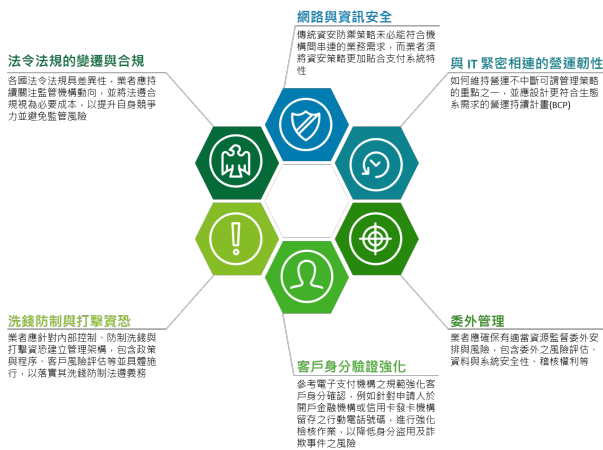 網路與資訊安全
傳統資安防禦策略未必能符合機
構間串連的業務需求，而業者須
將資安策略更加貼合支付系統特
性
法令法規的變遷與合規
各國法令法規具差異性，業者應持
續關注監管機構動向，並將法遵合
規視為必要成本，以提升自身競爭
力並避免監管風險
與 IT 緊密相連的營運韌性
如何維持營運不中斷可謂管理策略
的重點之一，並應設計更符合生態
系需求的營運持續計畫(BCP)
洗錢防制與打擊資恐
業者應針對內部控制、防制洗錢與
打擊資恐建立管理架構，包含政策
與程序、客戶風險評估等並具體施
行，以落實其洗錢防制法遵義務
委外管理
業者應確保有適當資源監督委外安
排與風險，包含委外之風險評估、
資料與系統安全性、稽核權利等
客戶身分驗證強化
參考電子支付機構之規範強化客
戶身分確認，例如針對申請人於
開戶金融機構或信用卡發卡機構
留存之行動電話號碼，進行強化
檢核作業，以降低身分盜用及詐
欺事件之風險